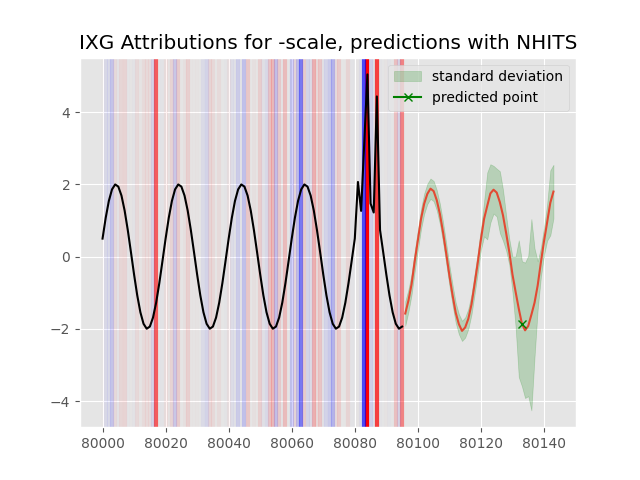 IXG Attributions for -scale, predictions with NHITS
standard deviation
predicted point
4
2
0
−2
−4
80000 80020 80040 80060 80080 80100 80120 80140